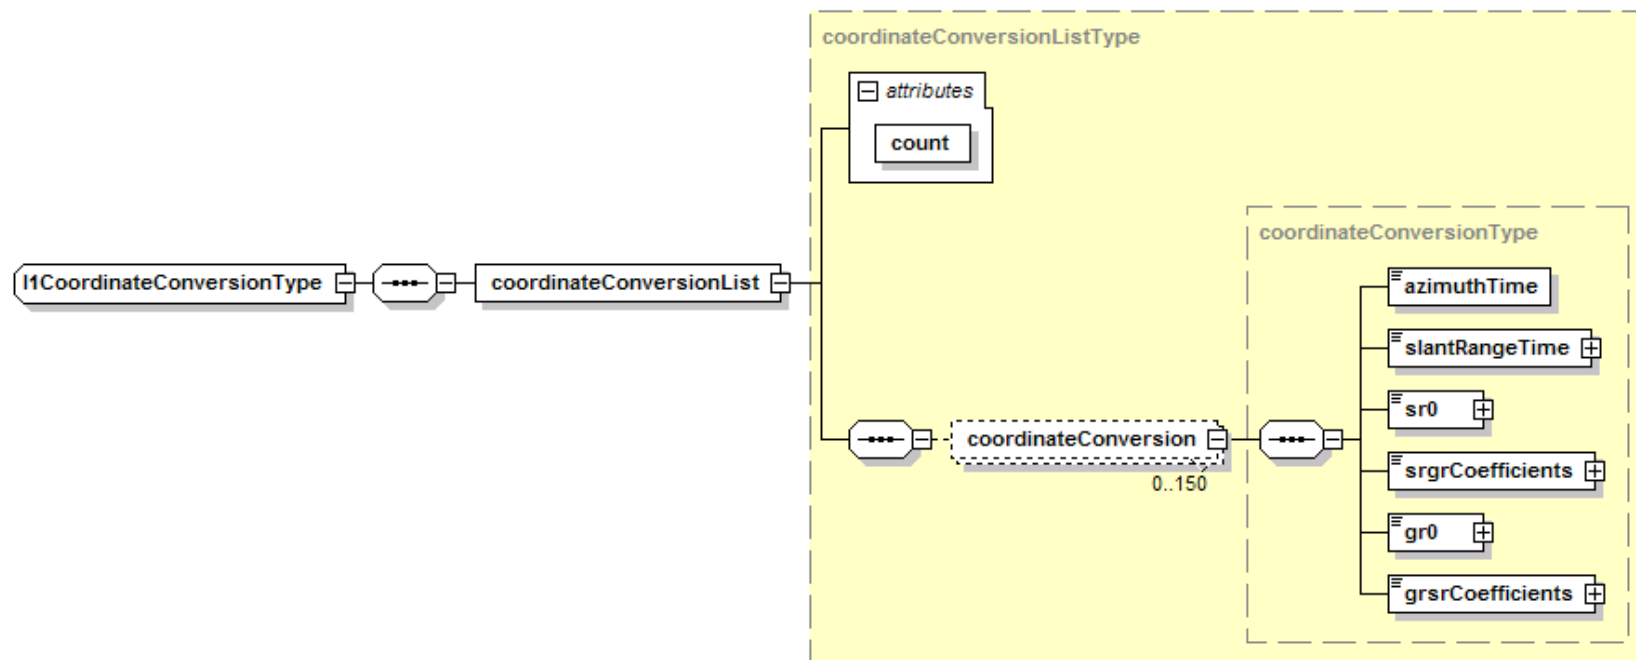 coordinateConversionListType
attributes
count
coordinateConversionType
l1CoordinateConversionType
coordinateConversionList
azimuthTime
slantRangeTime
sr0
coordinateConversion
0..150
srgrCoefficients
gr0
grsrCoefficients